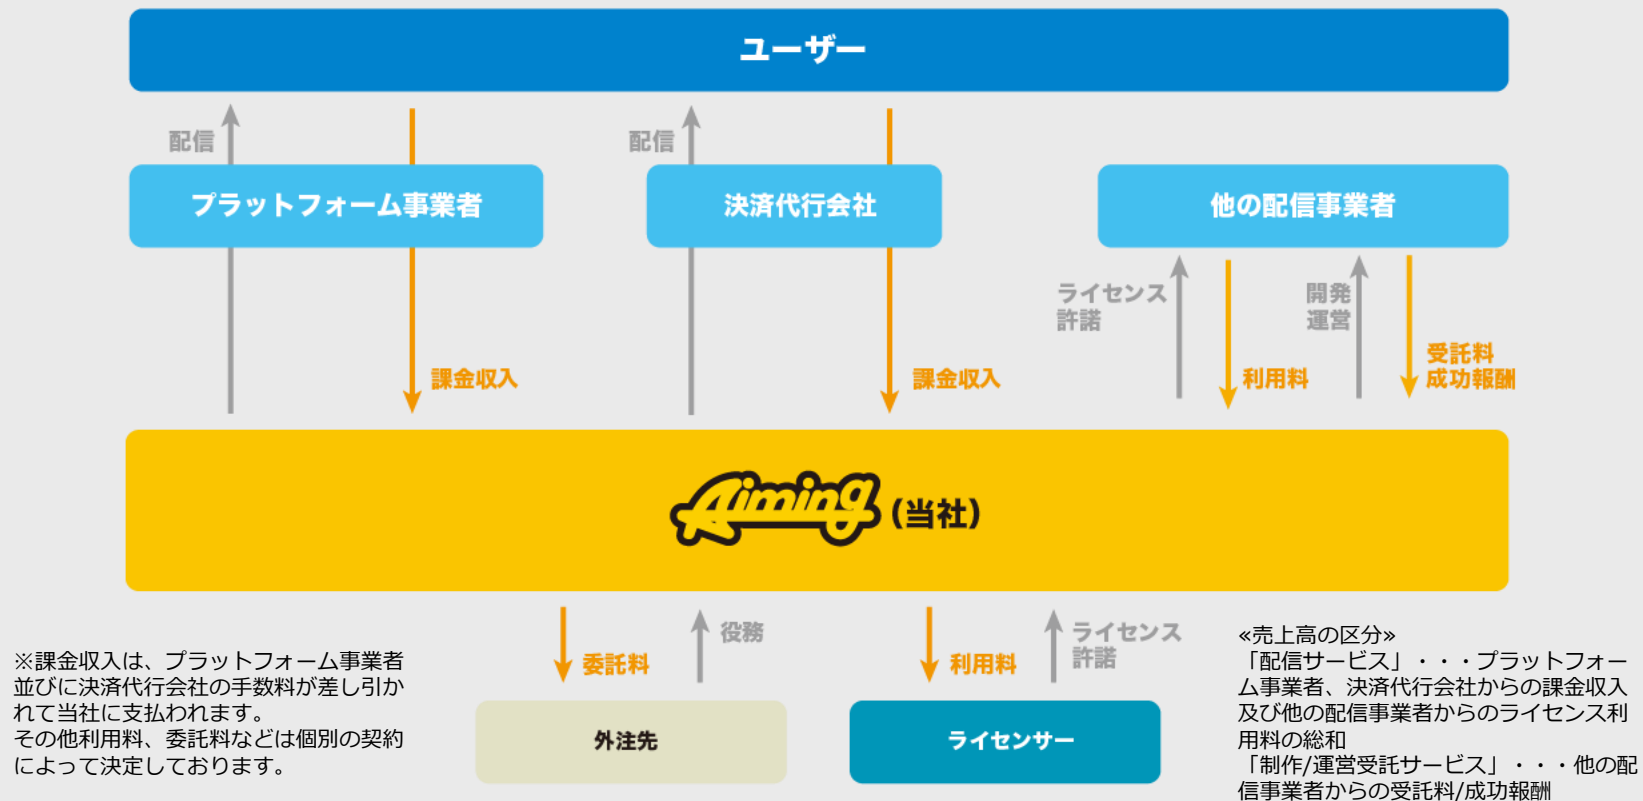 ユーザー
配信
配信
プラットフォーム事業者
決済代行会社
他の配信事業者
ライセンス
許諾
開発
運営
課金収入
課金収入
利用料
受託料
成功報酬
Aiming(当社)
委託料
役務
利用料
ライセンス
許諾
外注先
ライセンサー
※課金収入は、プラットフォーム事業者
並びに決済代行会社の手数料が差し引か
れて当社に支払われます。
その他利用料、委託料などは個別の契約
によって決定しております。
«売上高の区分»
「配信サービス」・・・プラットフォー
ム事業者、決済代行会社からの課金収入
及び他の配信事業者からのライセンス利
用料の総和
「制作/運営受託サービス」・・・他の配
信事業者からの受託料/成功報酬